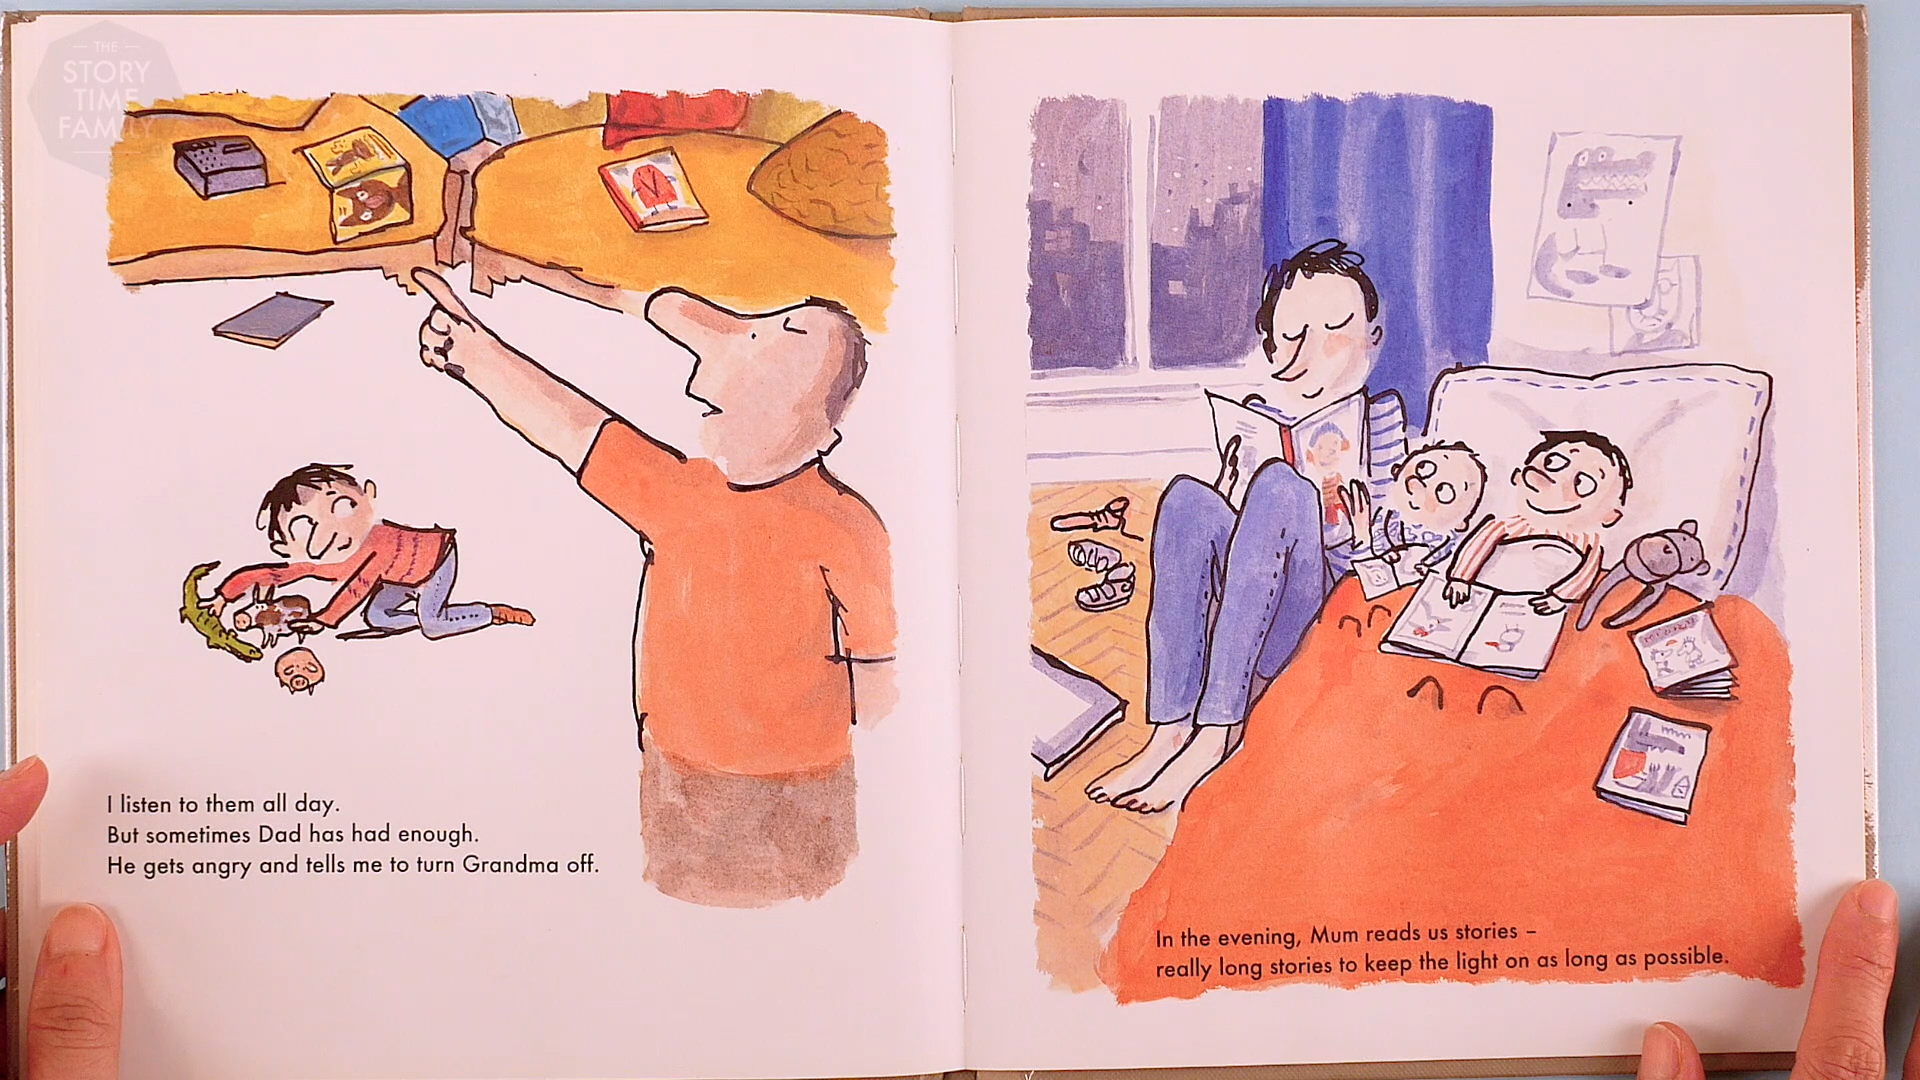 THE
STORY
TIME
FAMILY
I listen to them all day.
But sometimes Dad has had enough.
He gets angry and tells me to turn Grandma off.
In the evening, Mum reads us stories –
really long stories to keep the light on as long as possible.